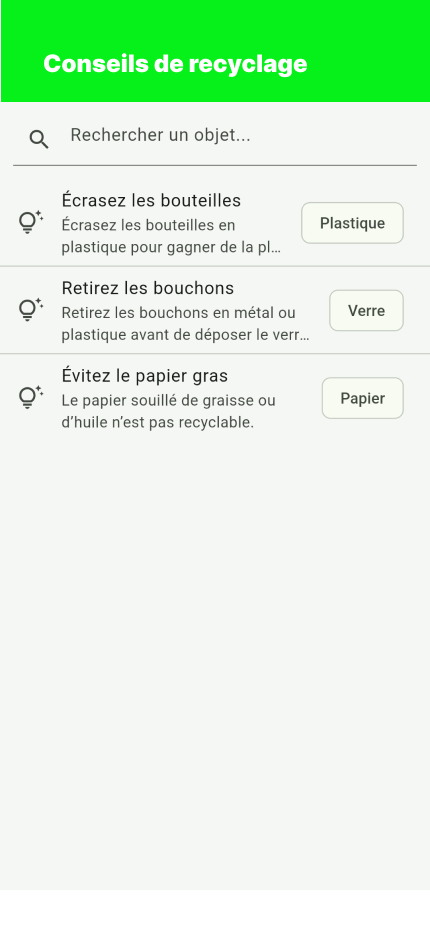 Conseils de recyclage
Rechercher un objet...
Écrasez les bouteilles
Écrasez les bouteilles en
plastique pour gagner de la pl…
Plastique
Retirez les bouchons
Retirez les bouchons en métal ou
plastique avant de déposer le verr…
Verre
Évitez le papier gras
Le papier souillé de graisse ou
d’huile n’est pas recyclable.
Papier